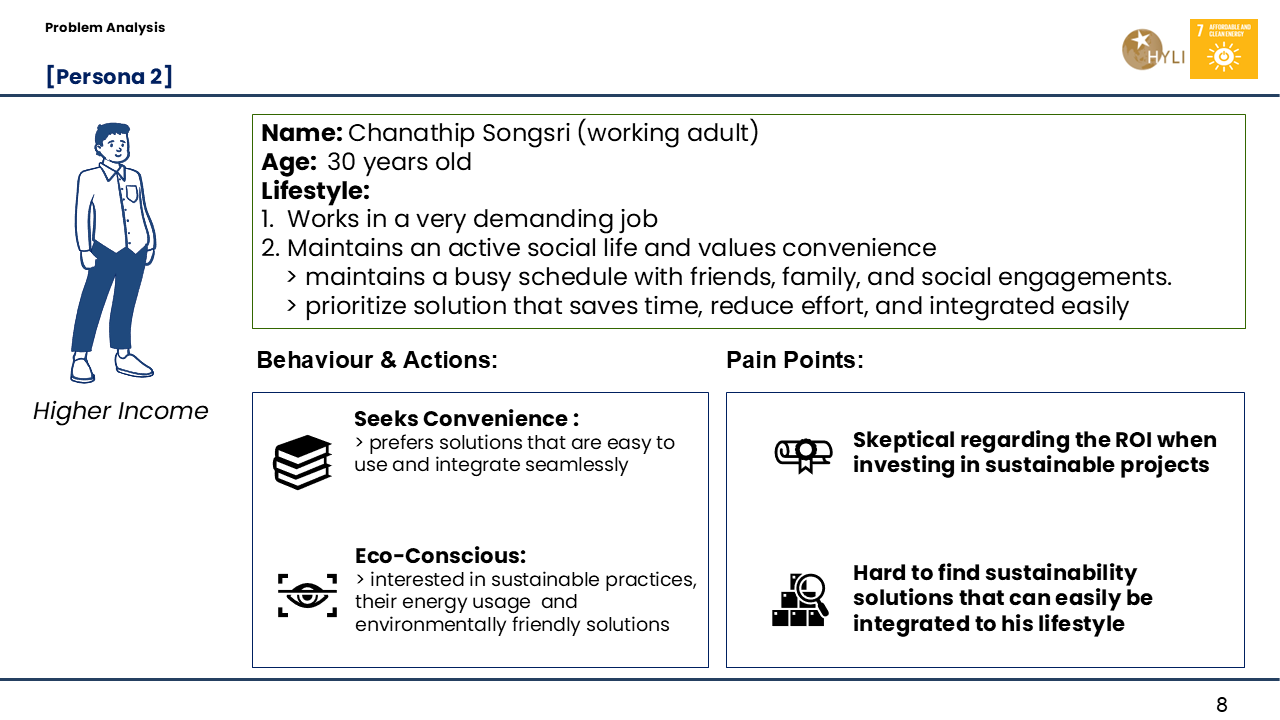 Problem Analysis
[Persona 2]
HYLI
7 AFFORDABLE AND
CLEAN ENERGY
Name: Chanathip Songsri (working adult)
Age: 30 years old
Lifestyle:
1. Works in a very demanding job
2. Maintains an active social life and values convenience
> maintains a busy schedule with friends, family, and social engagements.
> prioritize solution that saves time, reduce effort, and integrated easily
Higher Income
Behaviour & Actions:
Seeks Convenience :
> prefers solutions that are easy to
use and integrate seamlessly
Eco-Conscious:
> interested in sustainable practices,
their energy usage and
environmentally friendly solutions
Pain Points:
Skeptical regarding the ROI when
investing in sustainable projects
Hard to find sustainability
solutions that can easily be
integrated to his lifestyle
8